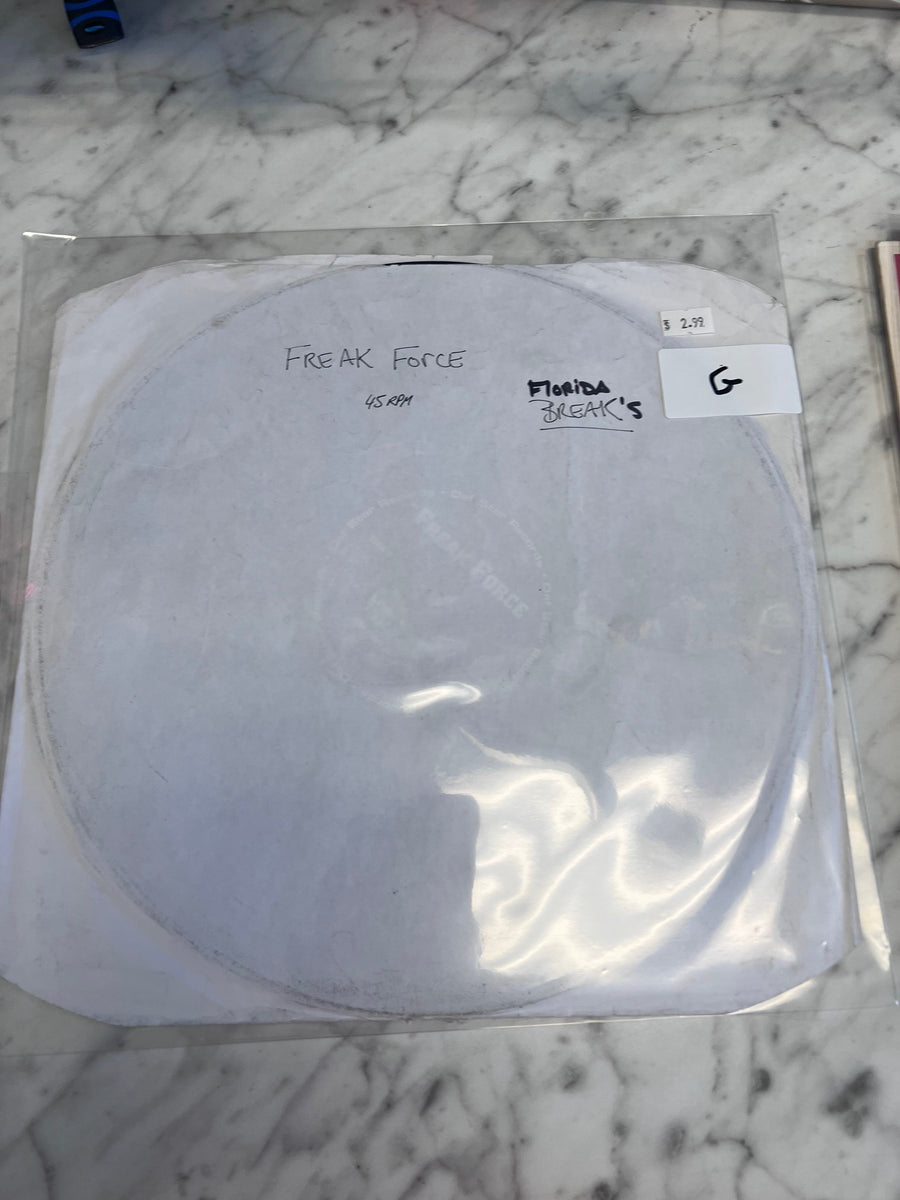 $ 2.99
G
FREAK FORCE
45 RPM
FLORiDA
BREAK'S
FREAK FORCE